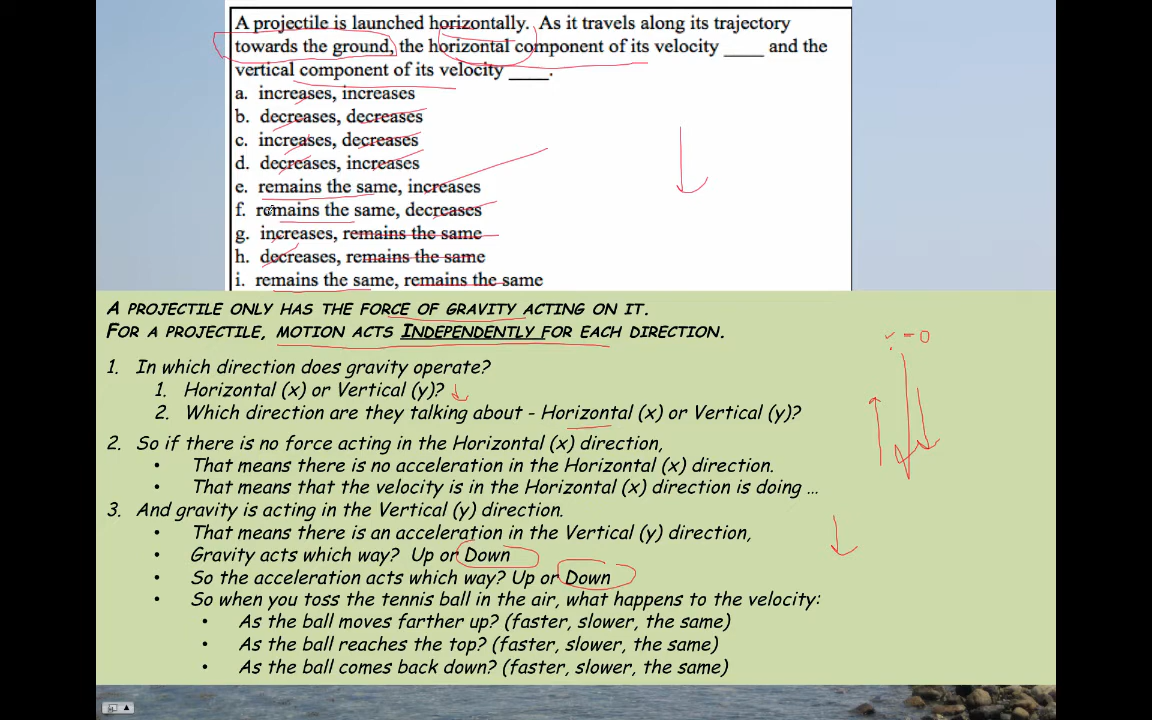 A projectile is launched horizontally. As it travels along its trajectory
towards the ground, the horizontal component of its velocity ____ and the
vertical component of its velocity ____.
a. increases, increases
b. decreases, decreases
c. increases, decreases
d. decreases, increases
e. remains the same, increases
f. remains the same, decreases
g. increases, remains the same
h. decreases, remains the same
i. remains the same, remains the same
A PROJECTILE ONLY HAS THE FORCE OF GRAVITY ACTING ON IT.
FOR A PROJECTILE, MOTION ACTS INDEPENDENTLY FOR EACH DIRECTION.
v = 0
1. In which direction does gravity operate?
1. Horizontal (x) or Vertical (y)?
2. Which direction are they talking about - Horizontal (x) or Vertical (y)?
2. So if there is no force acting in the Horizontal (x) direction,
• That means there is no acceleration in the Horizontal (x) direction.
• That means that the velocity is in the Horizontal (x) direction is doing ...
3. And gravity is acting in the Vertical (y) direction.
• That means there is an acceleration in the Vertical (y) direction,
• Gravity acts which way? Up or Down
• So the acceleration acts which way? Up or Down
• So when you toss the tennis ball in the air, what happens to the velocity:
• As the ball moves farther up? (faster, slower, the same)
• As the ball reaches the top? (faster, slower, the same)
• As the ball comes back down? (faster, slower, the same)